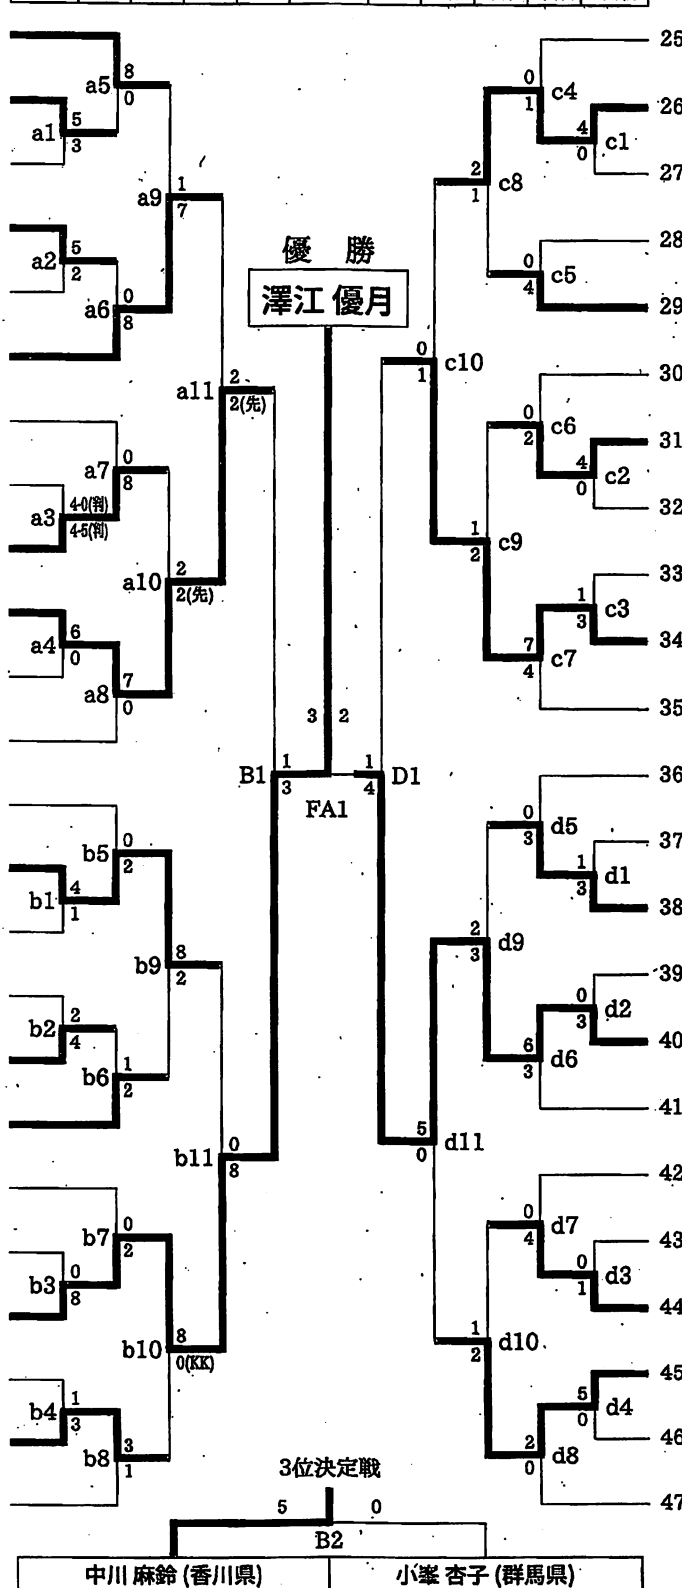 25
8
0
a5
0
1
c4
26
5
3
a1
4
0
c1
27
2
1
c8
1
7
a9
28
5
2
a2
0
4
c5
優 勝
29
0
8
a6
澤江 優月
0
1
c10
30
2
2(先)
a11
0
2
c6
31
0
8
a7
4
0
c2
32
4-0(判)
4-5(判)
a3
1
2
c9
33
2
2(先)
a10
1
3
c3
34
6
0
a4
7
4
c7
7
0
a8
35
3 2
B1
1
3
1
4
D1
36
FA1
0
3
d5
37
0
2
b5
1
3
d1
38
4
1
b1
2
3
d9
8
2
b9
39
0
3
d2
2
4
b2
40
6
3
d6
1
2
b6
41
5
0
d11
0
8
b11
42
0
4
d7
0
2
b7
43
0
1
d3
0
8
b3
44
1
2
d10
8
0(KK)
b10
45
5
0
d4
1
3
b4
46
2
0
d8
3
1
b8
3位決定戦
47
5 0
B2
中川 麻鈴 (香川県) 小峯 杏子 (群馬県)